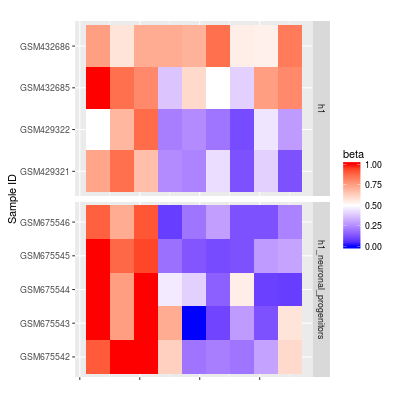 Sample ID
GSM432686
GSM432685
GSM429322
GSM429321
h1
GSM675546
GSM675545
GSM675544
GSM675543
GSM675542
h1_neuronal_progenitors
beta
1.00
0.75
0.50
0.25
0.00